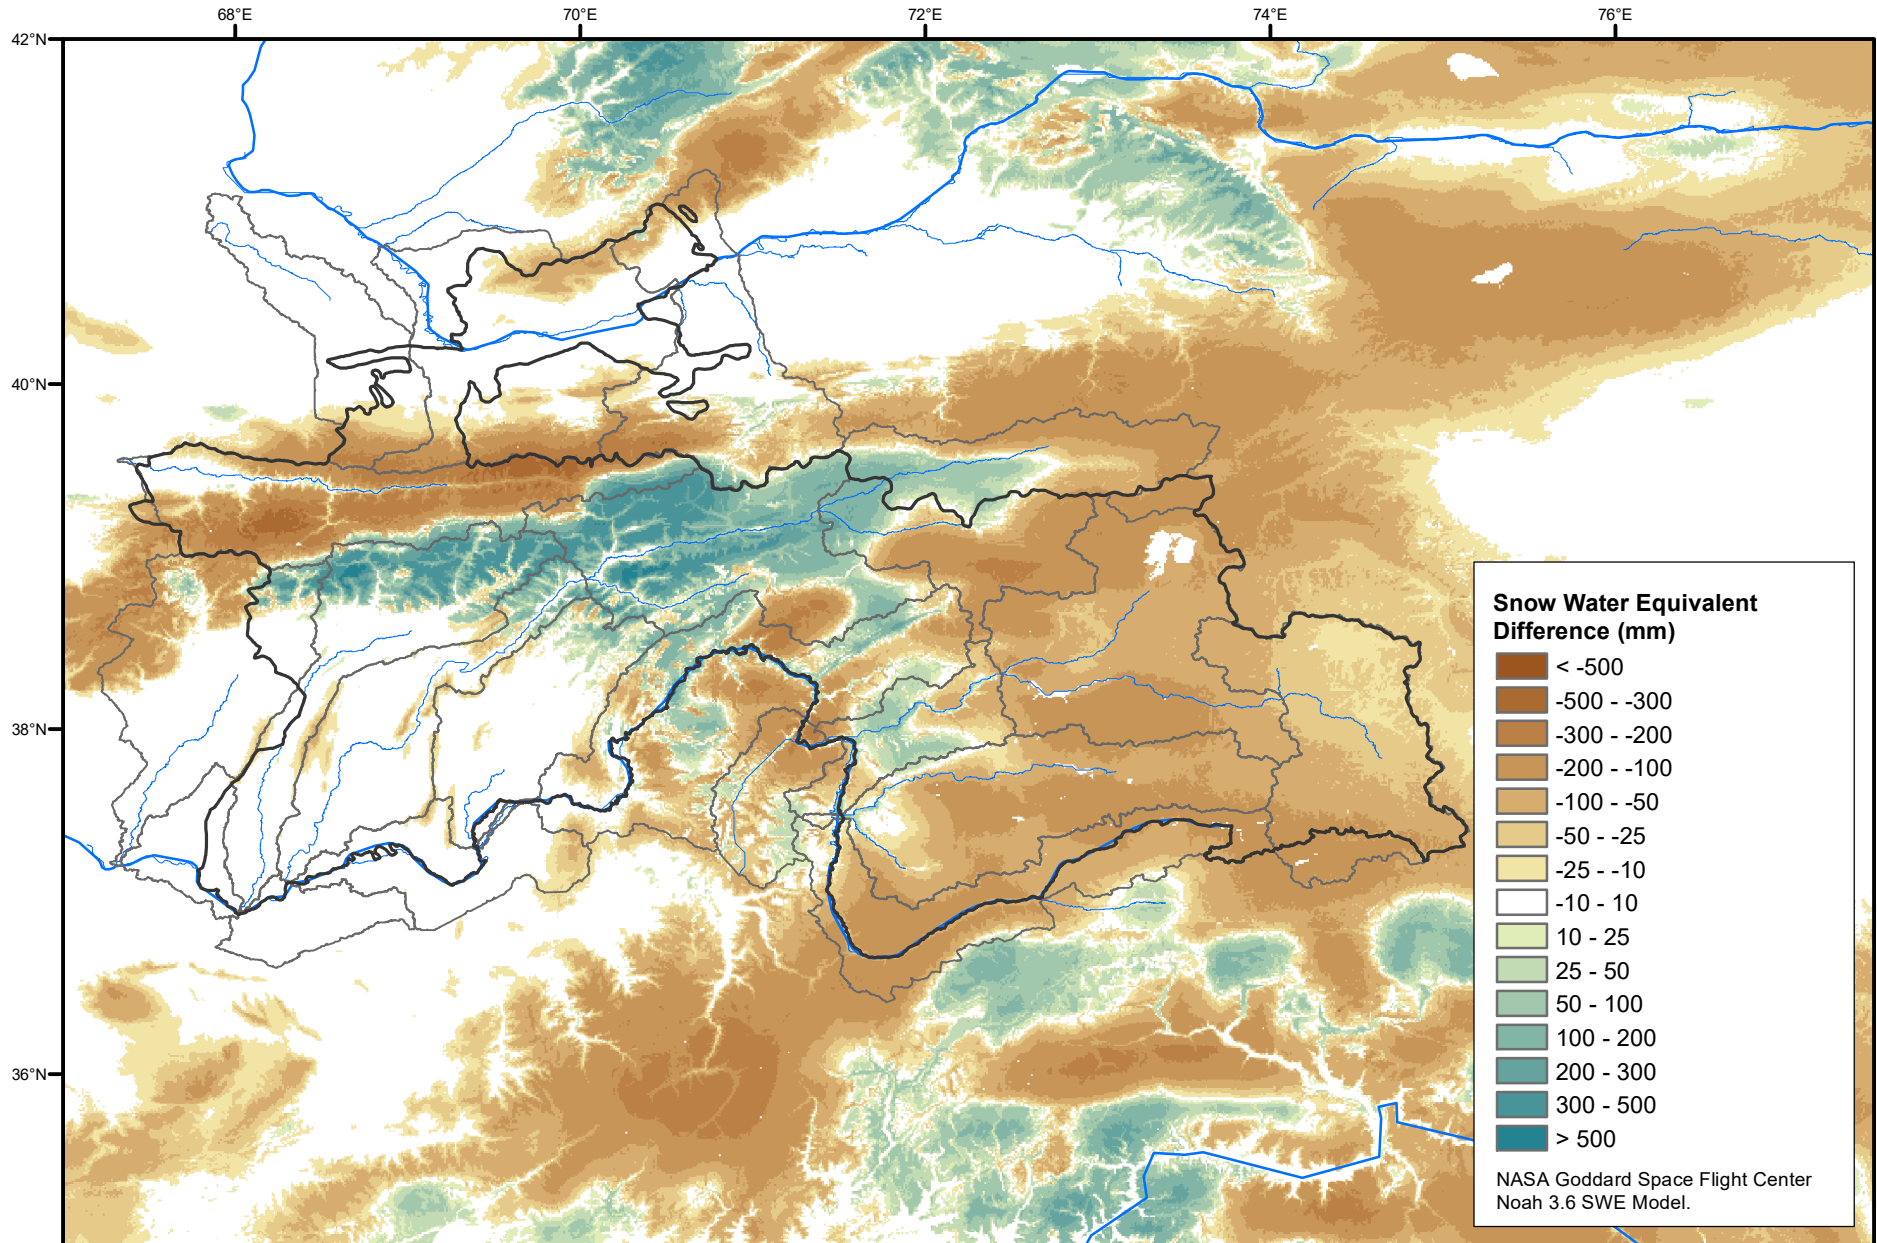 68°E 70°E 72°E 74°E 76°E
42°N
40°N
38°N
36°N
Snow Water Equivalent
Difference (mm)
< -500
-500 - -300
-300 - -200
-200 - -100
-100 - -50
-50 - -25
-25 - -10
-10 - 10
10 - 25
25 - 50
50 - 100
100 - 200
200 - 300
300 - 500
> 500
NASA Goddard Space Flight Center
Noah 3.6 SWE Model.